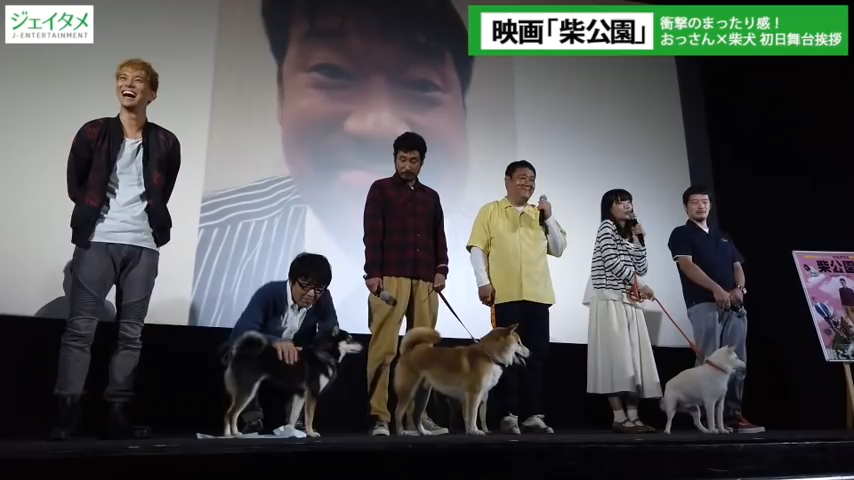 ジェイタメ
J-ENTERTAINMENT
映画「柴公園」
衝撃のまったり感！
おっさん×柴犬 初日舞台挨拶
柴公園